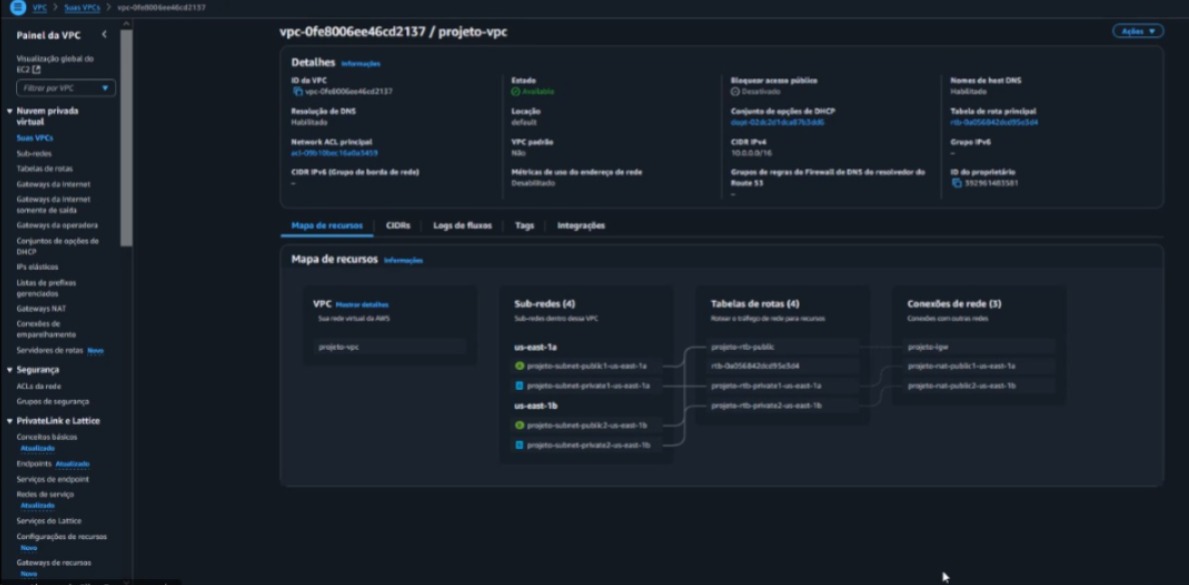 VPC > Suas VPCs > vpc-0fe8006ee46cd2137
Painel da VPC
Visualização global do
EC2
Filtrar por VPC
Nuvem privada
virtual
Suas VPCs
Sub-redes
Tabelas de rotas
Gateways da Internet
Gateways da Internet
somente de saída
Gateways da operadora
Conjuntos de opções de
DHCP
IPs elásticos
Listas de prefixos
gerenciados
Gateways NAT
Conexões de
emparelhamento
Servidores de rotas Novo
Segurança
ACLs da rede
Grupos de segurança
PrivateLink e Lattice
Conceitos básicos
Atualizado
Endpoints Atualizado
Serviços de endpoint
Redes de serviço
Atualizado
Serviços do Lattice
Configurações de recursos
Novo
Gateways de recursos
Novo
vpc-0fe8006ee46cd2137 / projeto-vpc
Ações
Detalhes Informações
ID da VPC
vpc-0fe8006ee46cd2137
Estado
Available
Bloquear acesso público
Desativado
Nomes de host DNS
Habilitado
Resolução de DNS
Habilitado
Locação
default
Conjunto de opções de DHCP
Tabela de rota principal
rtb-0a056842dcd95e3d4
Network ACL principal
VPC padrão
Não
CIDR IPv4
10.0.0.0/16
Grupo IPv6
–
CIDR IPv6 (Grupo de borda de rede)
–
Métricas de uso do endereço de rede
Desabilitado
Grupos de regras do Firewall de DNS do resolvedor do
Route 53
–
ID do proprietário
392961483581
Mapa de recursos
CIDRs
Logs de fluxos
Tags
Integrações
Mapa de recursos Informações
VPC Mostrar detalhes
Sua rede virtual da AWS
projeto-vpc
Sub-redes (4)
Sub-redes dentro dessa VPC
us-east-1a
projeto-subnet-public1-us-east-1a
projeto-subnet-private1-us-east-1a
us-east-1b
projeto-subnet-public2-us-east-1b
projeto-subnet-private2-us-east-1b
Tabelas de rotas (4)
Rotear o tráfego de rede para recursos
projeto-rtb-public
rtb-0a056842dcd95e3d4
projeto-rtb-private1-us-east-1a
projeto-rtb-private2-us-east-1b
Conexões de rede (3)
Conexões com outras redes
projeto-igw
projeto-nat-public1-us-east-1a
projeto-nat-public2-us-east-1b